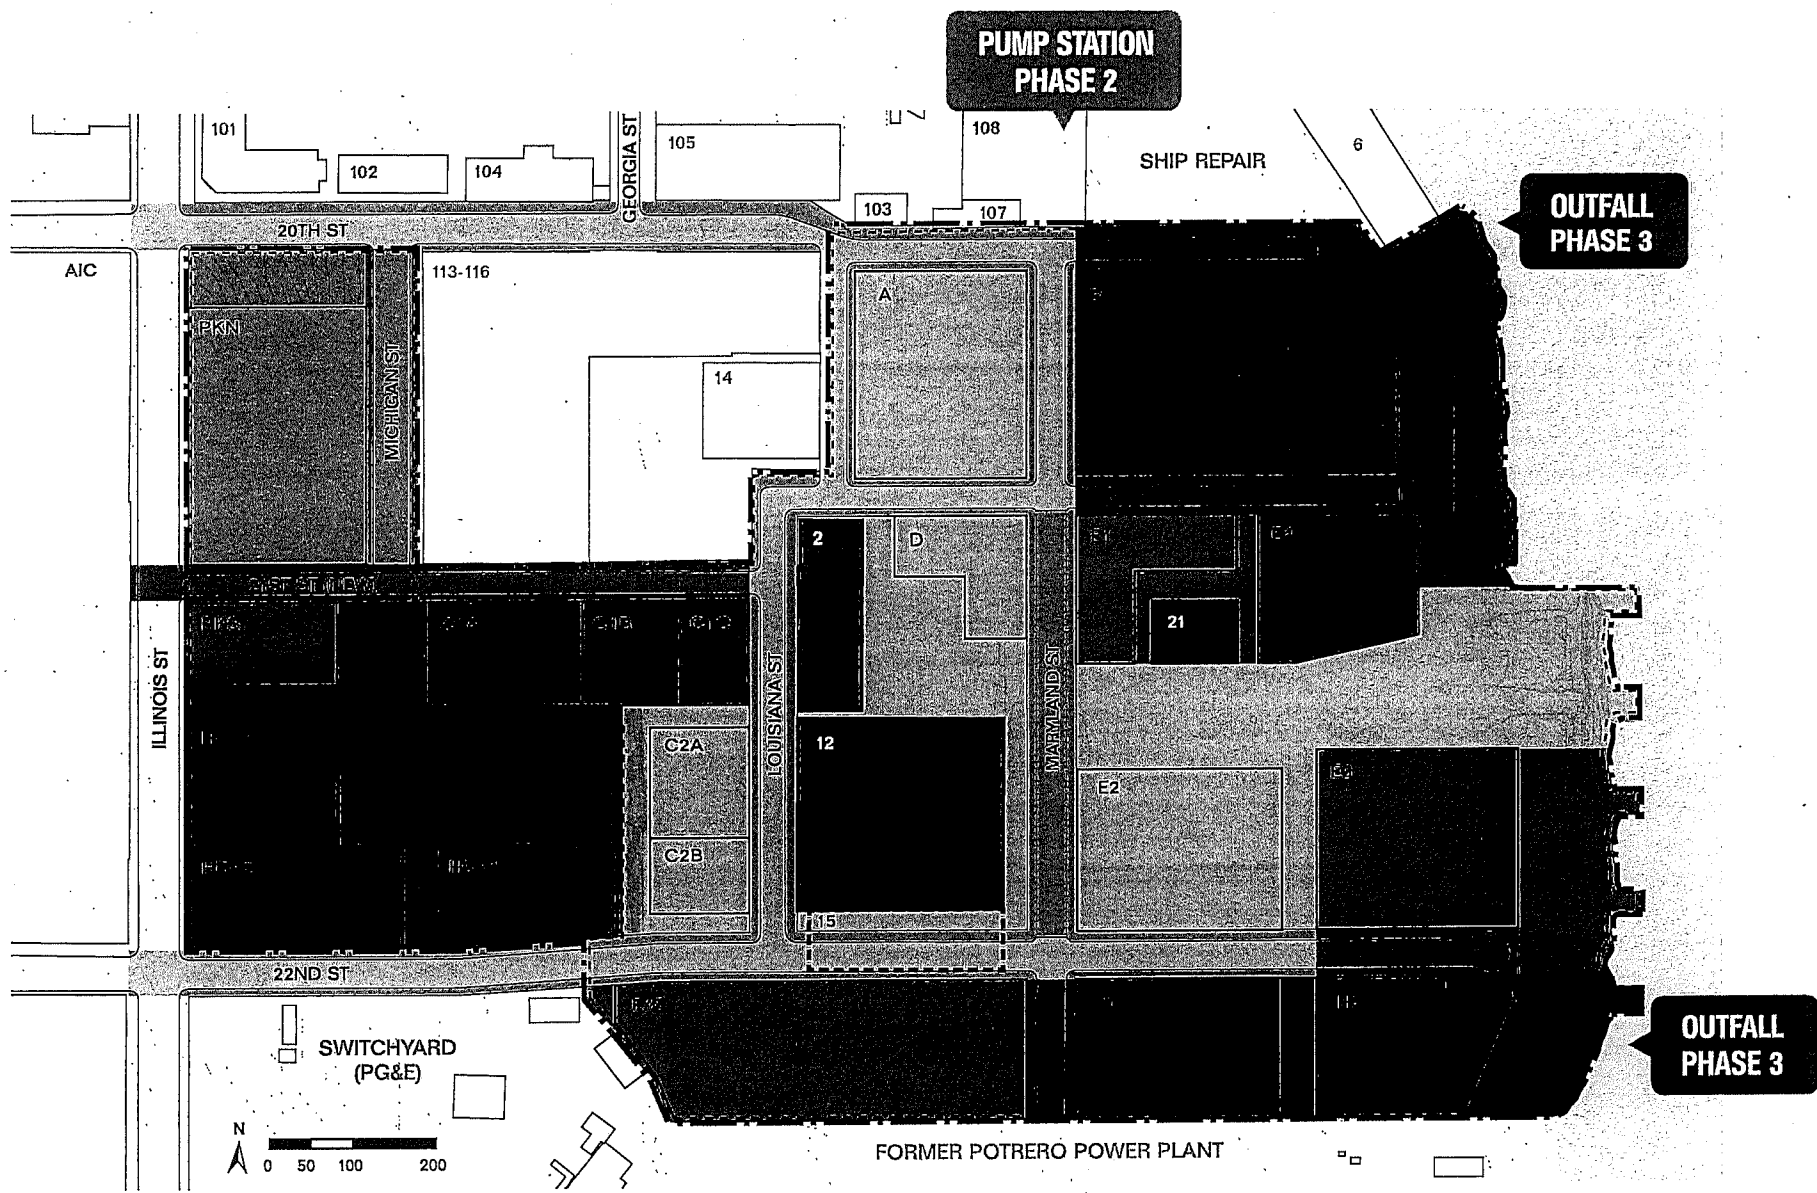 PUMP STATION
PHASE 2
OUTFALL
PHASE 3
101
102
104
GEORGIA ST
105
108
103
107
SHIP REPAIR
6
20TH ST
AIC
PKN
MICHIGAN ST
113-116
14
A
2
D
21
ILLINOIS ST
LOUISIANA ST
MARYLAND ST
C2A
C2B
12
E2
15
22ND ST
SWITCHYARD
(PG&E)
N
0 50 100 200
FORMER POTRERO POWER PLANT
OUTFALL
PHASE 3